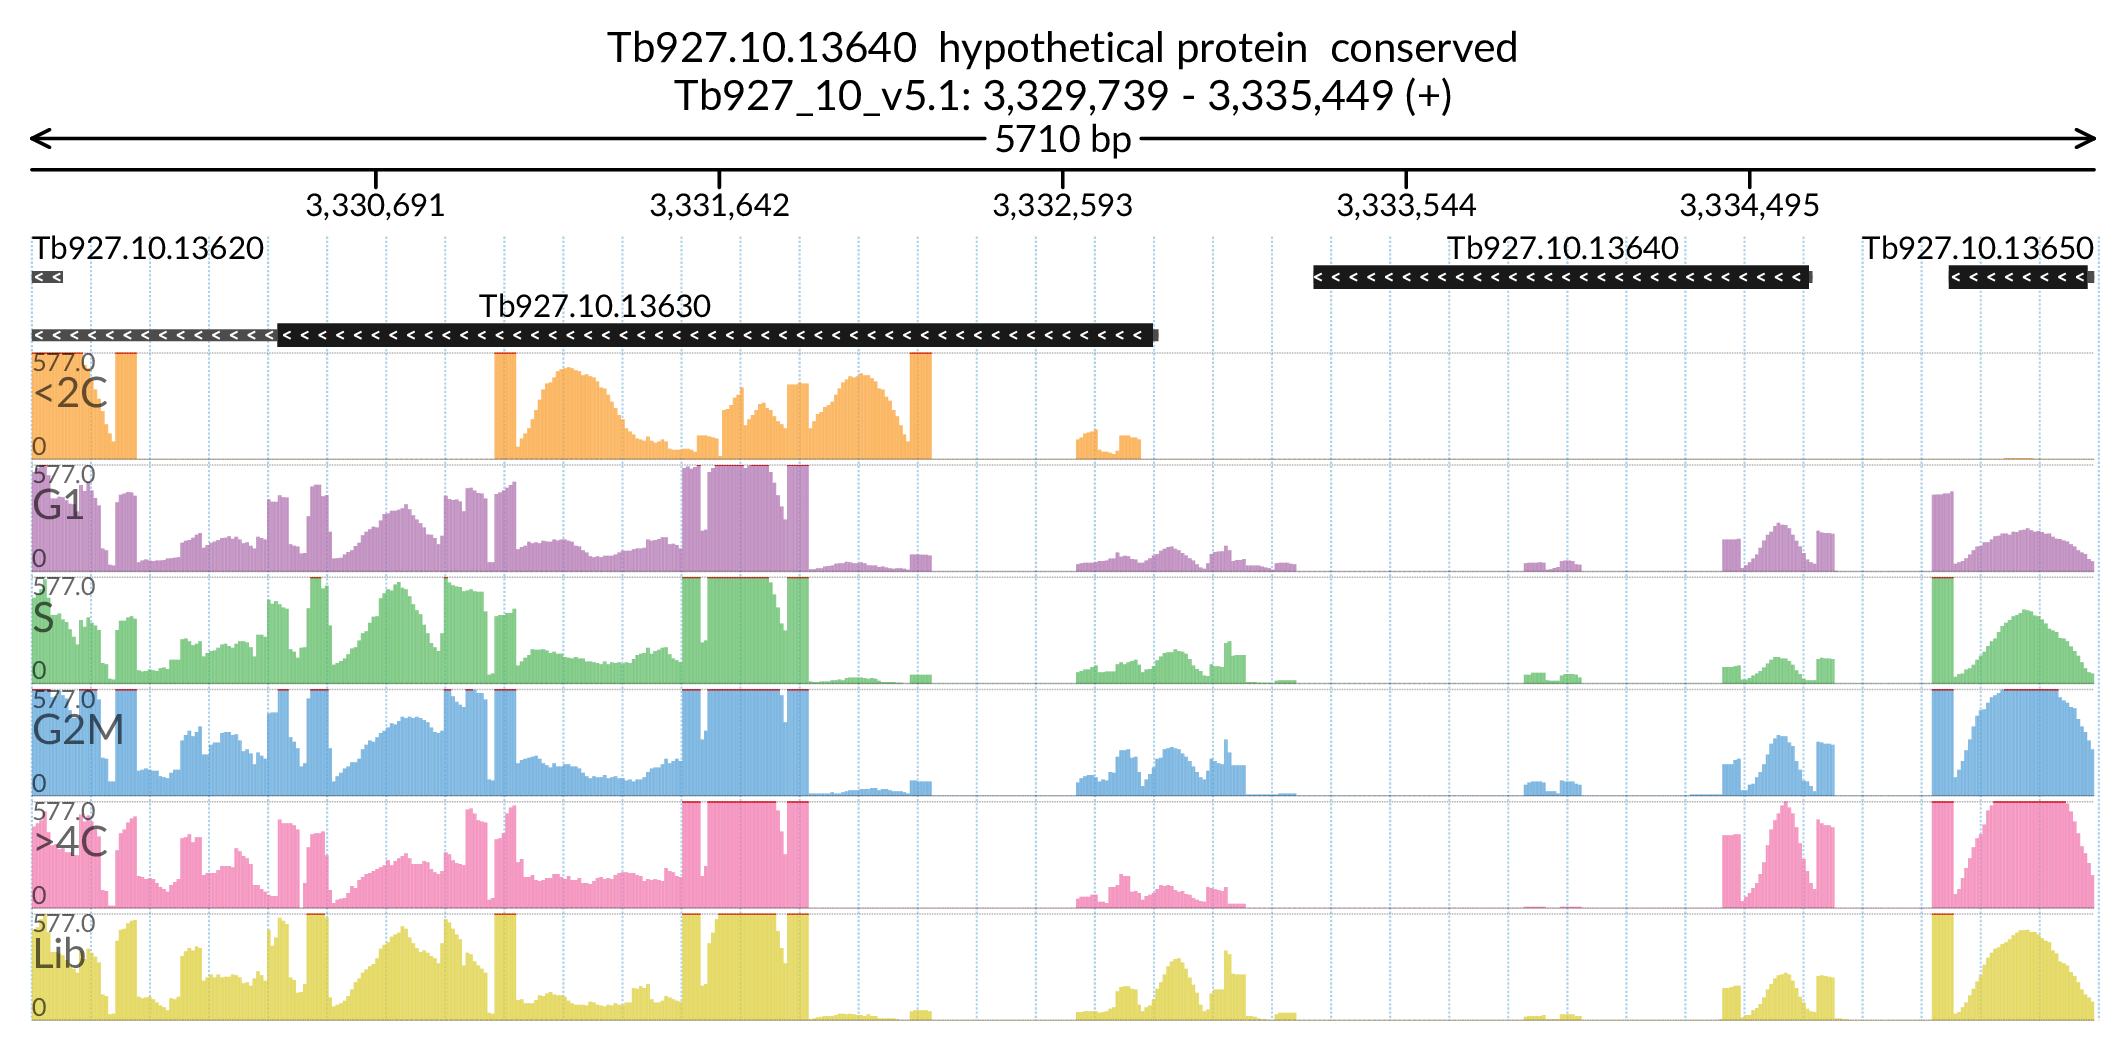 Tb927.10.13640 hypothetical protein conserved
Tb927_10_v5.1: 3,329,739 - 3,335,449 (+)
5710 bp
3,330,691 3,331,642 3,332,593 3,333,544 3,334,495
Tb927.10.13620 Tb927.10.13640 Tb927.10.13650
Tb927.10.13630
577.0
<2C
0
577.0
G1
0
577.0
S
0
577.0
G2M
0
577.0
>4C
0
577.0
Lib
0